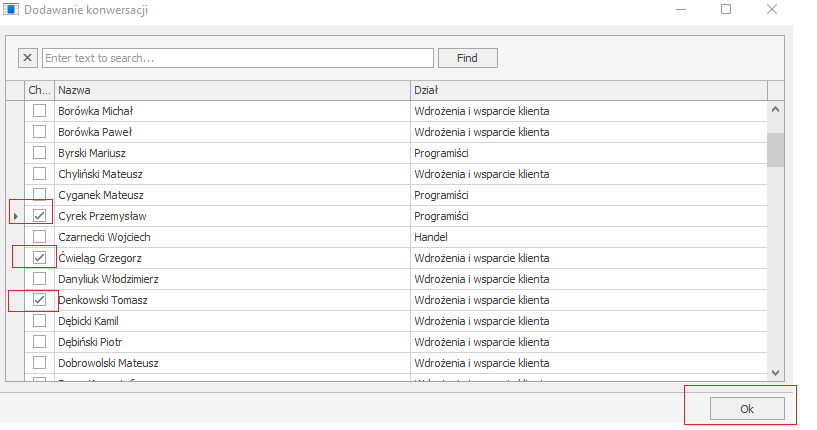 Dodawanie konwersacji
Enter text to search... Find
Ch... Nazwa Dział
Borówka Michał Wdrożenia i wsparcie klienta
Borówka Paweł Wdrożenia i wsparcie klienta
Byrski Mariusz Programiści
Chyliński Mateusz Wdrożenia i wsparcie klienta
Cyganek Mateusz Programiści
Cyrek Przemysław Programiści
Czarnecki Wojciech Handel
Ćwieląg Grzegorz Wdrożenia i wsparcie klienta
Danyliuk Włodzimierz Wdrożenia i wsparcie klienta
Denkowski Tomasz Wdrożenia i wsparcie klienta
Dębicki Kamil Wdrożenia i wsparcie klienta
Dębiński Piotr Wdrożenia i wsparcie klienta
Dobrowolski Mateusz Wdrożenia i wsparcie klienta
Ok